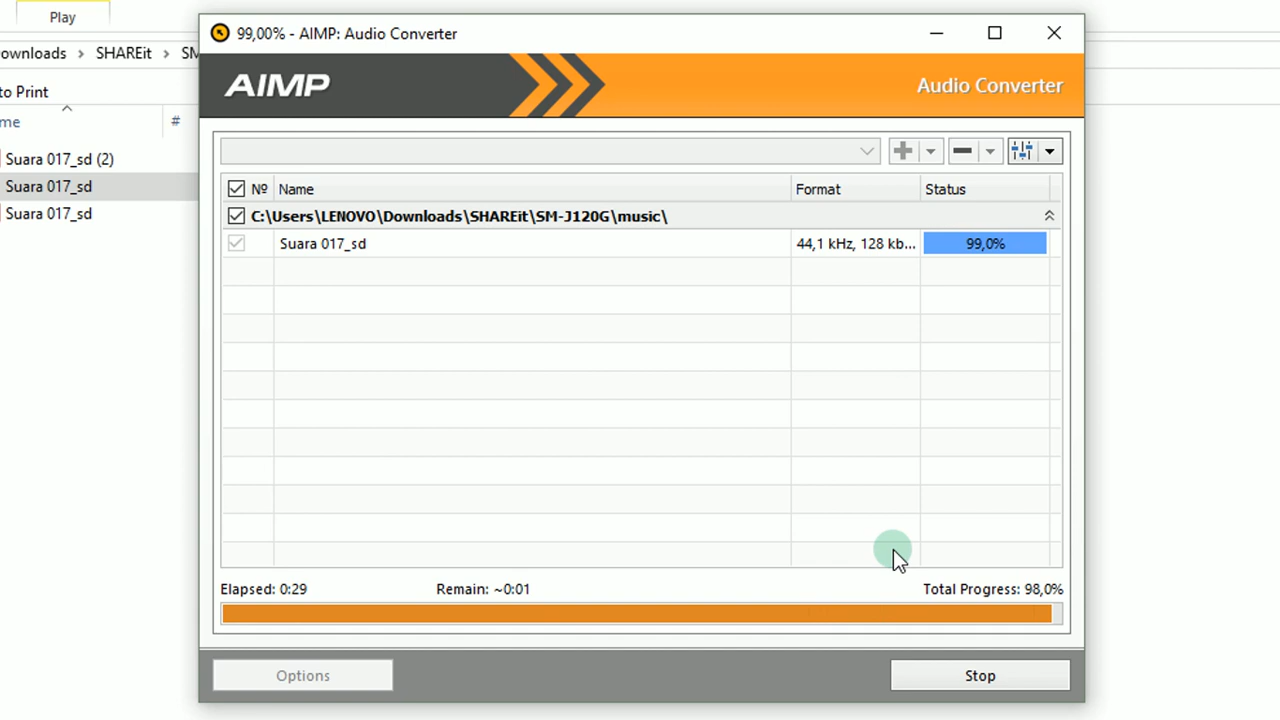 Play
99,00% - AIMP: Audio Converter
ownloads > SHAREit > SM
AIMP
Audio Converter
to Print
me #
№ Name Format Status
Suara 017_sd (2)
Suara 017_sd
Suara 017_sd
C:\Users\LENOVO\Downloads\SHAREit\SM-J120G\music\
Suara 017_sd 44,1 kHz, 128 kb... 99,0%
Elapsed: 0:29 Remain: ~0:01 Total Progress: 98,0%
Options Stop